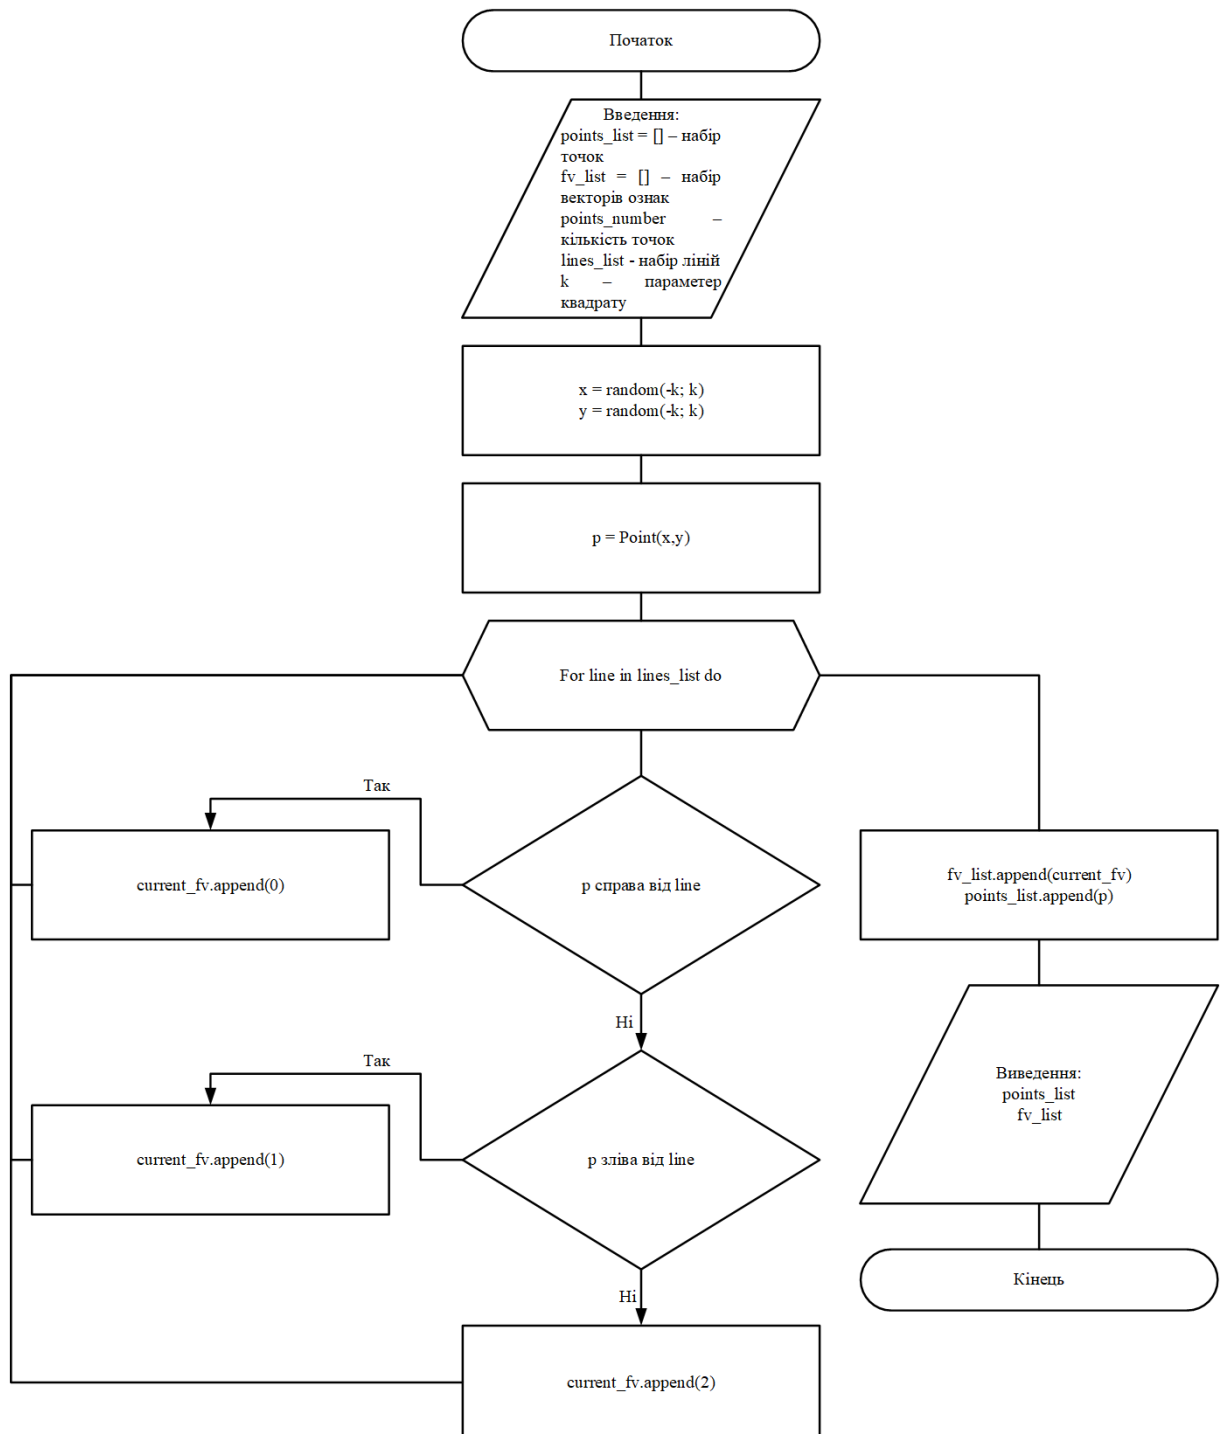 Початок
Введення:
points_list = [] – набір
точок
fv_list = [] – набір
векторів ознак
points_number –
кількість точок
lines_list - набір ліній
k – параметер
квадрату
x = random(-k; k)
y = random(-k; k)
p = Point(x,y)
For line in lines_list do
Так
current_fv.append(0)
p справа від line
fv_list.append(current_fv)
points_list.append(p)
Ні
Так
current_fv.append(1)
p зліва від line
Виведення:
points_list
fv_list
Кінець
Ні
current_fv.append(2)